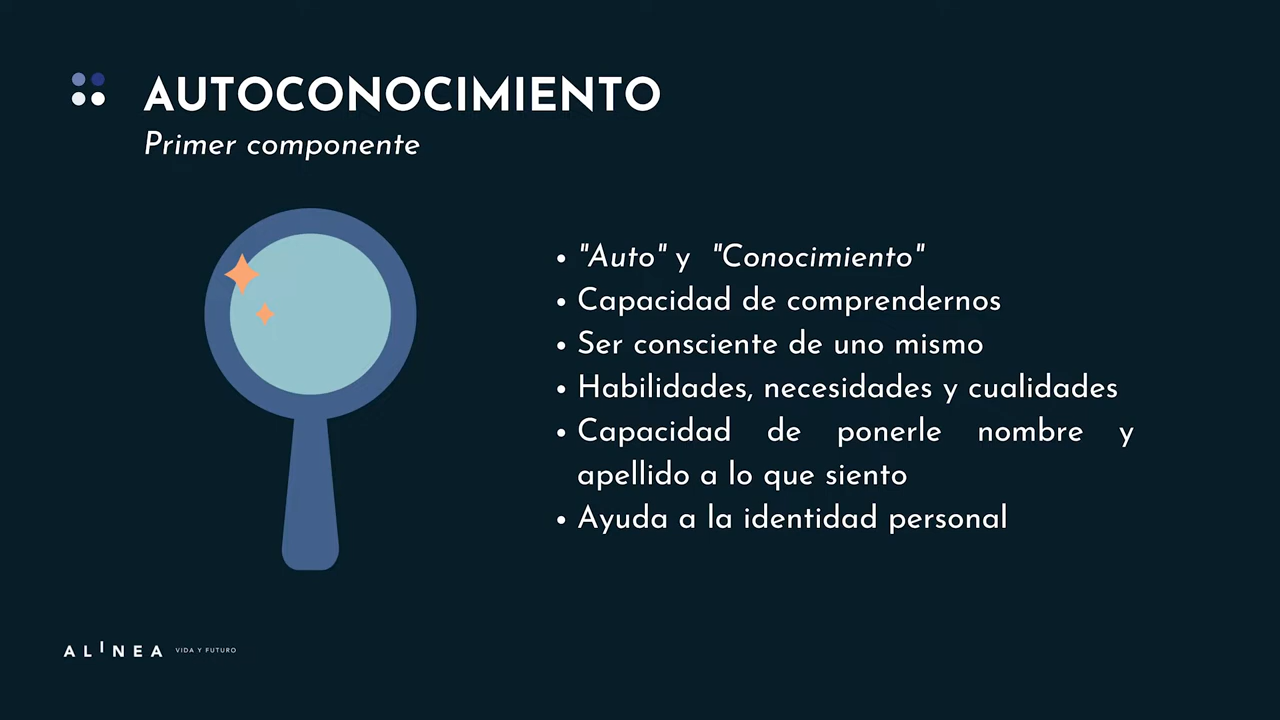 AUTOCONOCIMIENTO
Primer componente
• "Auto" y "Conocimiento"
• Capacidad de comprendernos
• Ser consciente de uno mismo
• Habilidades, necesidades y cualidades
• Capacidad de ponerle nombre y
apellido a lo que siento
• Ayuda a la identidad personal
ALINEA VIDA Y FUTURO